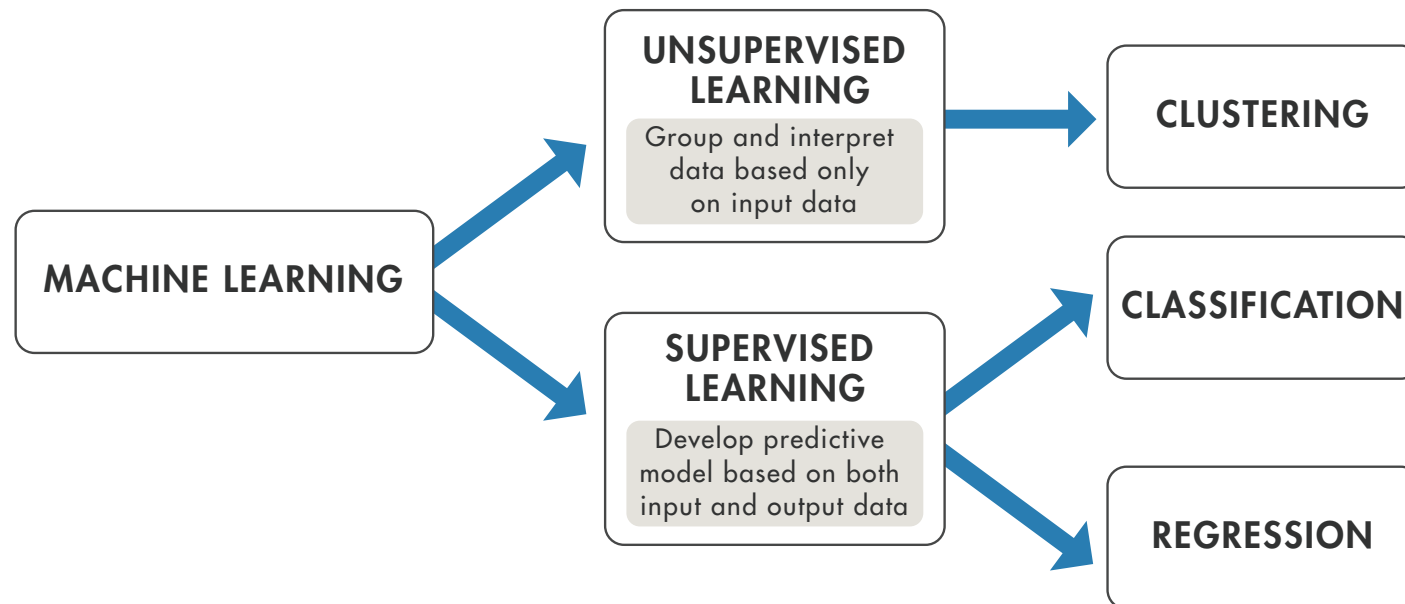 MACHINE LEARNING
UNSUPERVISED
LEARNING
Group and interpret
data based only
on input data
SUPERVISED
LEARNING
Develop predictive
model based on both
input and output data
CLUSTERING
CLASSIFICATION
REGRESSION